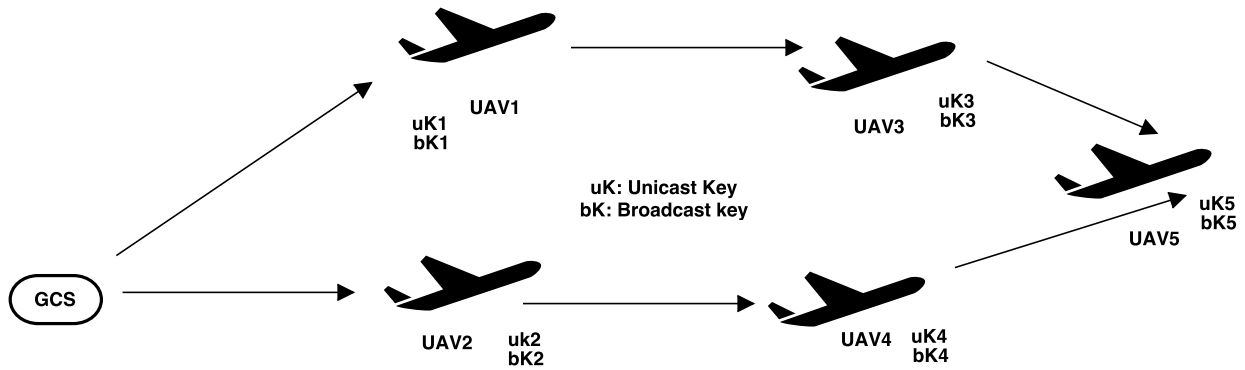 UAV1
uK1
bK1
UAV3
uK3
bK3
uK: Unicast Key
bK: Broadcast key
UAV5
uK5
bK5
GCS
UAV2
uk2
bK2
UAV4
uK4
bK4